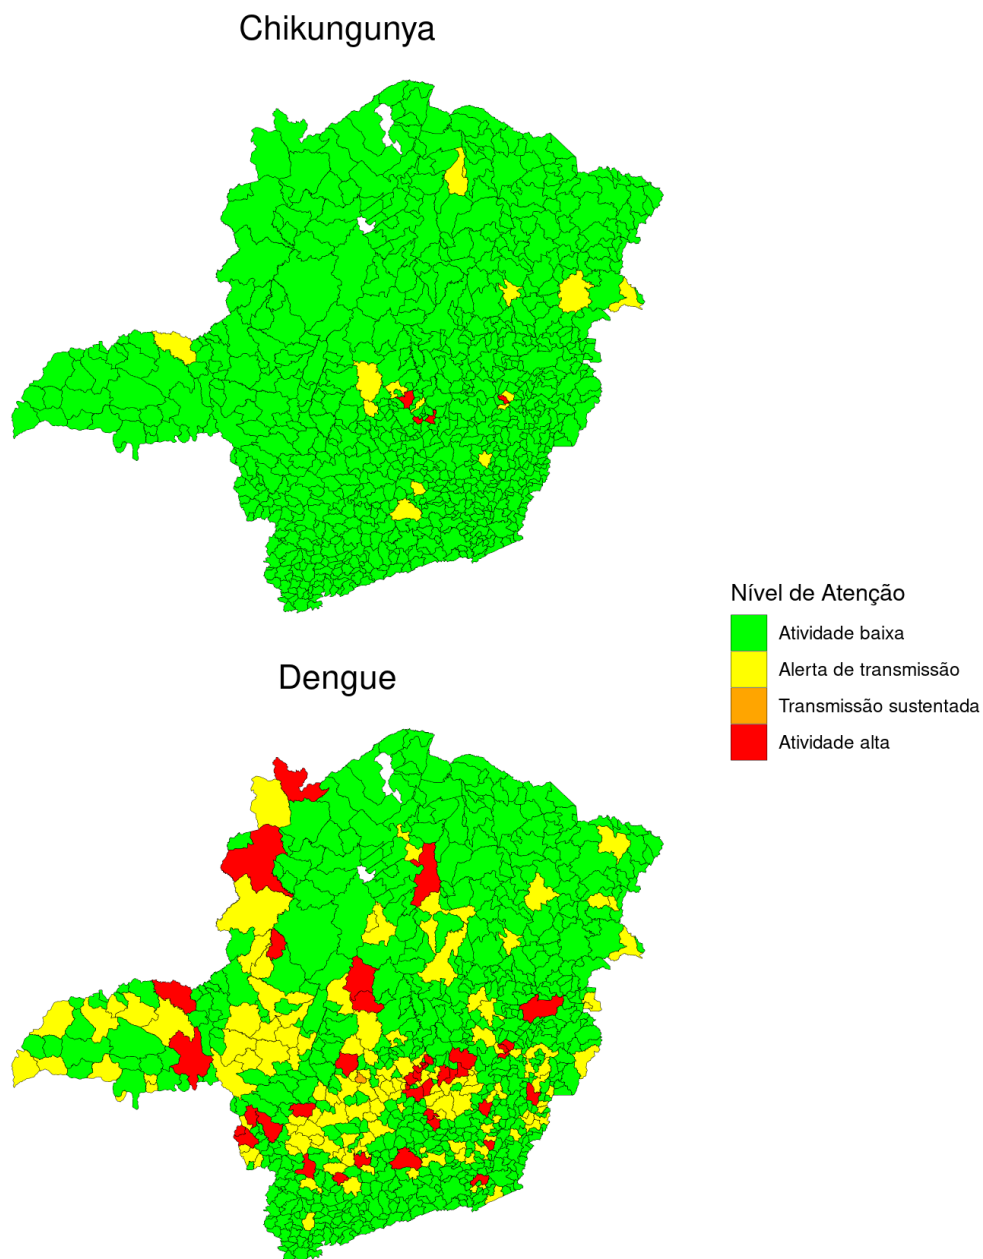 Chikungunya
Nível de Atenção
Atividade baixa
Alerta de transmissão
Transmissão sustentada
Atividade alta
Dengue